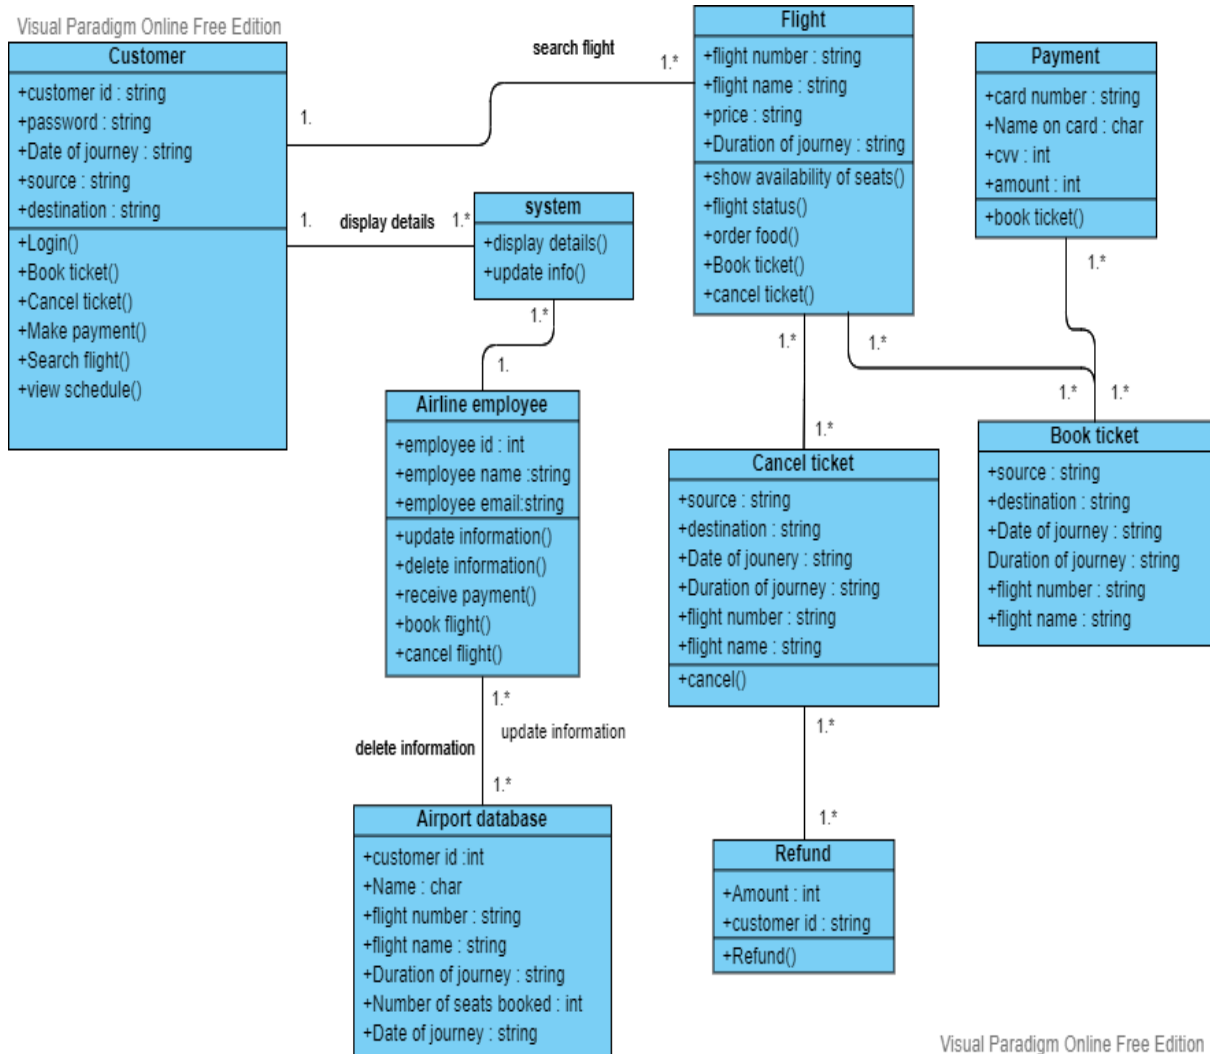 Visual Paradigm Online Free Edition
Customer
+customer id : string
+password : string
+Date of journey : string
+source : string
+destination : string
+Login()
+Book ticket()
+Cancel ticket()
+Make payment()
+Search flight()
+view schedule()
1.
search flight
1.*
1.
display details
1.*
system
+display details()
+update info()
1.*
1.
Flight
+flight number : string
+flight name : string
+price : string
+Duration of journey : string
+show availability of seats()
+flight status()
+order food()
+Book ticket()
+cancel ticket()
1.*
1.*
Payment
+card number : string
+Name on card : char
+cvv : int
+amount : int
+book ticket()
1.*
1.*
1.*
Airline employee
+employee id : int
+employee name :string
+employee email:string
+update information()
+delete information()
+receive payment()
+book flight()
+cancel flight()
1.*
update information
delete information
1.*
1.*
Cancel ticket
+source : string
+destination : string
+Date of jounery : string
+Duration of journey : string
+flight number : string
+flight name : string
+cancel()
1.*
1.*
Book ticket
+source : string
+destination : string
+Date of journey : string
Duration of journey : string
+flight number : string
+flight name : string
Airport database
+customer id :int
+Name : char
+flight number : string
+flight name : string
+Duration of journey : string
+Number of seats booked : int
+Date of journey : string
Refund
+Amount : int
+customer id : string
+Refund()
Visual Paradigm Online Free Edition